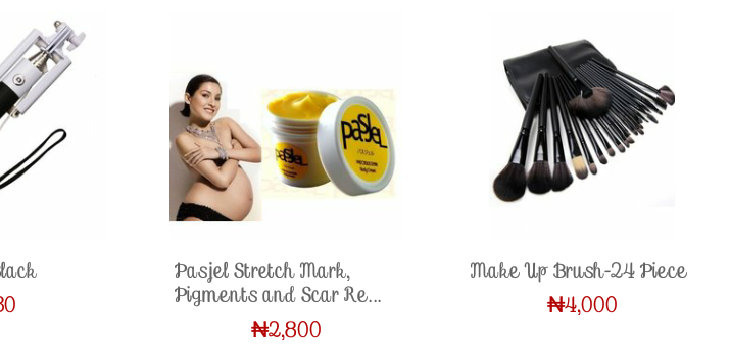 Pasjel
Pasjel
lack
Pasjel Stretch Mark,
Pigments and Scar Re...
Make Up Brush-24 Piece
80
₦2,800
₦4,000